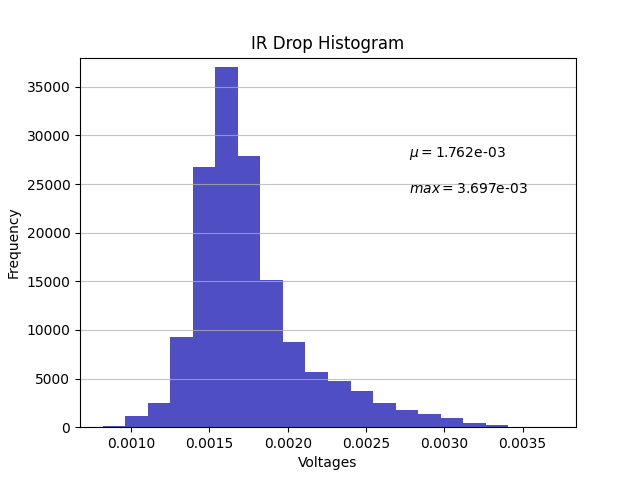 IR Drop Histogram
35000
30000
25000
20000
15000
10000
5000
0
Frequency
μ = 1.762e-03
max = 3.697e-03
0.0010 0.0015 0.0020 0.0025 0.0030 0.0035
Voltages